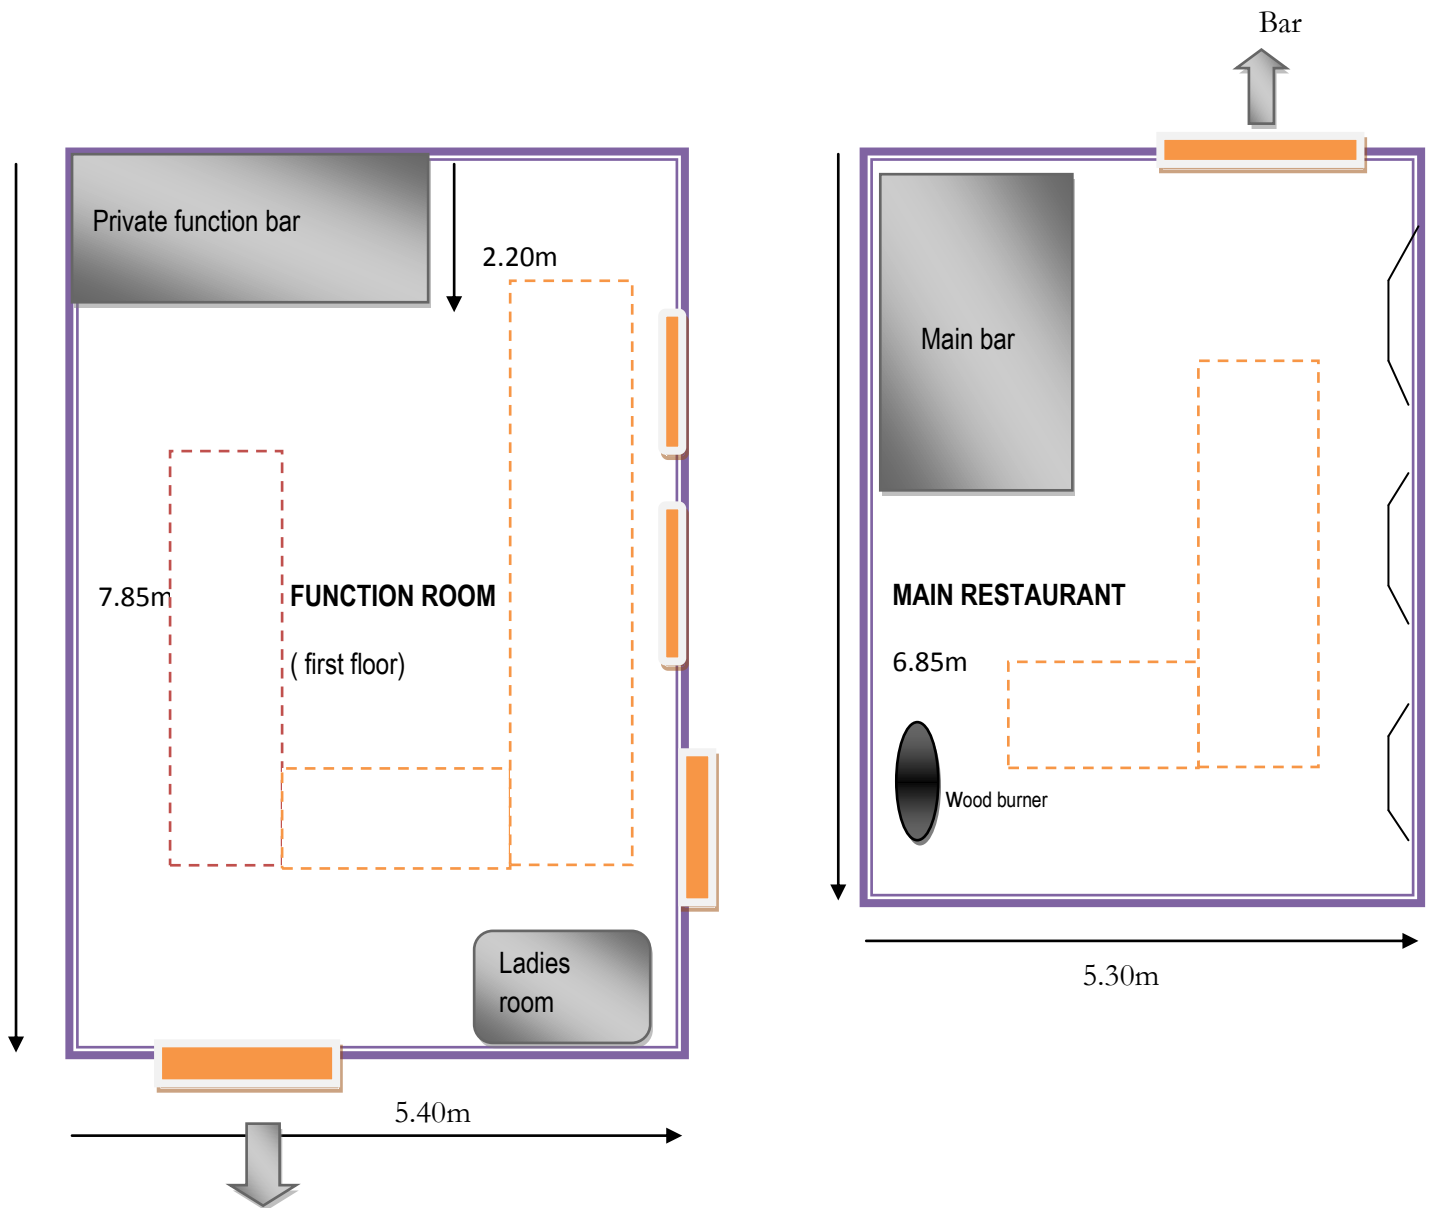 Bar
Private function bar
2.20m
Main bar
7.85m
FUNCTION ROOM
( first floor)
MAIN RESTAURANT
6.85m
Wood burner
Ladies
room
5.40m
5.30m